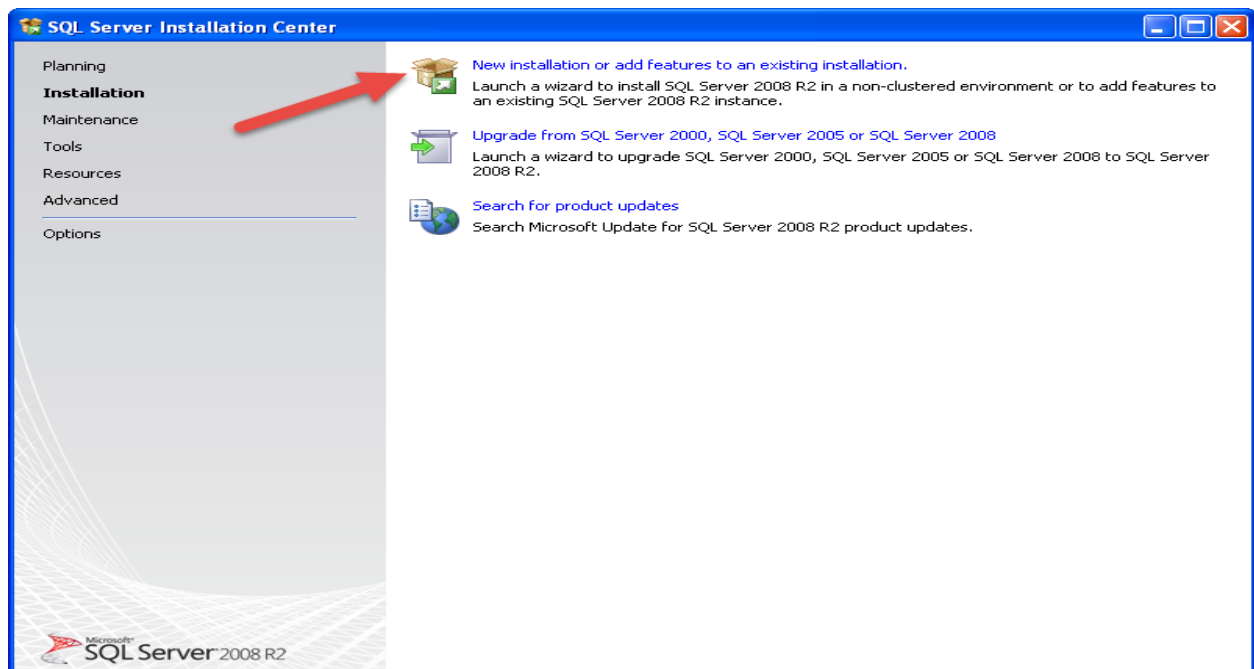 SQL Server Installation Center
Planning
Installation
Maintenance
Tools
Resources
Advanced
Options
New installation or add features to an existing installation.
Launch a wizard to install SQL Server 2008 R2 in a non-clustered environment or to add features to
an existing SQL Server 2008 R2 instance.
Upgrade from SQL Server 2000, SQL Server 2005 or SQL Server 2008
Launch a wizard to upgrade SQL Server 2000, SQL Server 2005 or SQL Server 2008 to SQL Server
2008 R2.
Search for product updates
Search Microsoft Update for SQL Server 2008 R2 product updates.
Microsoft®
SQL Server 2008 R2